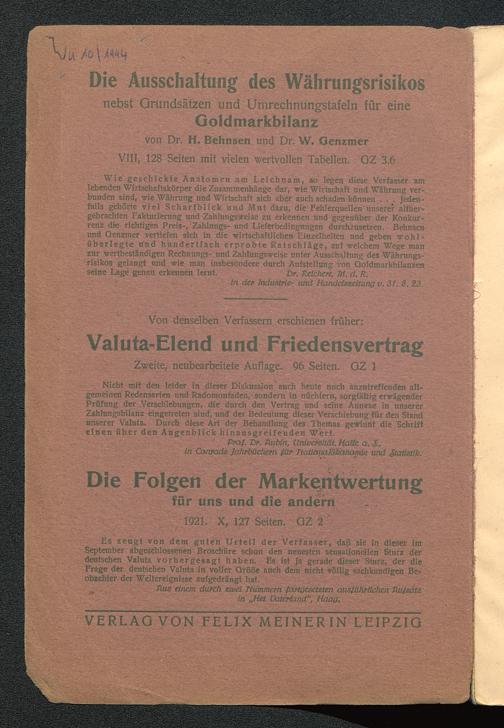 Wu 10/1944
Die Ausschaltung des Währungsrisikos
nebst Grundsätzen und Umrechnungstafeln für eine
Goldmarkbilanz
von Dr. H. Behnsen und Dr. W. Genzmer
VIII, 128 Seiten mit vielen wertvollen Tabellen. GZ 3.6
Wie geschickte Anatomen am Leichnam, so legen diese Verfasser am
lebenden Wirtschaftskörper die Zusammenhänge dar, wie Wirtschaft und Währung ver-
bunden sind, wie Währung und Wirtschaft sich aber auch schaden können . . , Jeden-
falls gehörte viel Scharfblick und Mut dazu, die Fehlerquellen unserer althergebrachten
gebrachten Fakturierung und Zahlungsweise zu erkennen und gegenüber der Konkur-
renz die richtigen Preis-, Zahlungs- und Lieferbedingungen durchzusetzen. Behnsen
und Genzmer vertiefen sich in die wirtschaftlichen Einzelheiten und geben wohl-
überlegte und hundertfach erprobte Ratschläge, auf welchem Wege man
zur wertbeständigen Rechnungs- und Zahlungsweise unter Ausschaltung des Währungs-
risikos gelangt und wie man insbesondere durch Aufstellung von Goldmarkbilanzen
seine Lage genau erkennen lernt. Dr. Reichert, M. d. R.
in der Industrie- und Handelszeitung v. 31. 8. 23.
Von denselben Verfassern erschienen früher:
Valuta-Elend und Friedensvertrag
Zweite, neubearbeitete Auflage. 96 Seiten. GZ 1
Nicht mit den leider in dieser Diskussion auch heute noch anzutreffenden all-
gemeinen Redensarten und Radomontaden, sondern in nüchtern, sorgfältig erwägender
Prüfung der Verschiebungen, die durch den Vertrag und seine Annexe in unserer
Zahlungsbilanz eingetreten sind, und der Bedeutung dieser Verschiebung für den Stand
unserer Valuta. Durch diese Art der Behandlung des Themas gewinnt die Schrift
einen über den Augenblick hinausgreifenden Wert.
Prof. Dr. Aubin, Universität Halle a. S.,
in Conrads Jahrbüchern für Nationalökonomie und Statistik.
Die Folgen der Markentwertung
für uns und die andern
1921. X, 127 Seiten. GZ 2
Es zeugt von dem guten Urteil der Verfasser, daß sie in dieser im
September abgeschlossenen Broschüre schon den neuesten sensationellen Sturz der
deutschen Valuta vorhergesagt haben. Es ist ja gerade dieser Sturz, der die
Frage der deutschen Valuta in voller Größe auch dem nicht völlig sachkundigen Be-
obachter der Weltereignisse aufgedrängt hat.
Aus einem durch zwei Nummern fortgesetzten ausführlichen Aufsatz
in „Het Vaterland", Haag.
VERLAG VON FELIX MEINER IN LEIPZIG